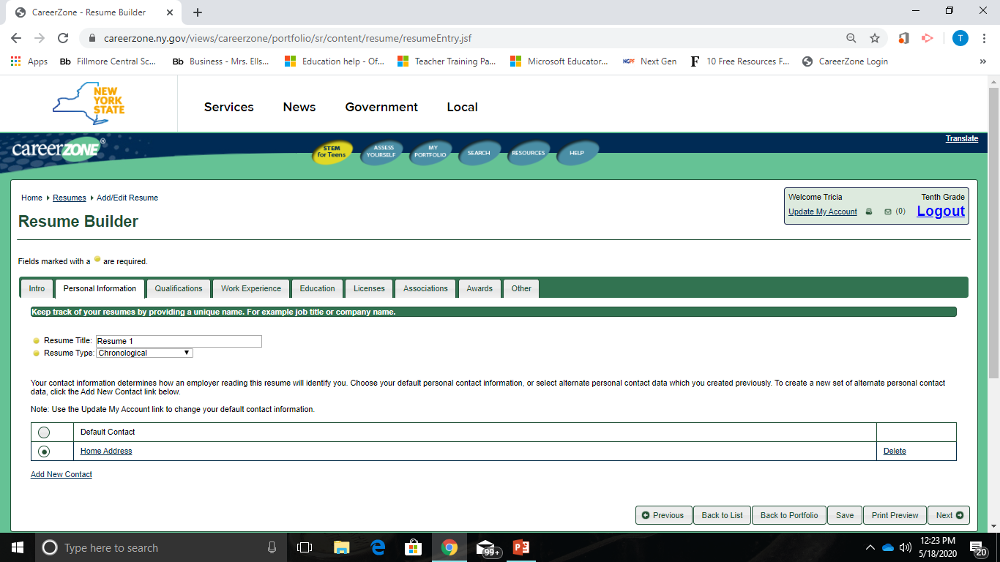 CareerZone - Resume Builder
careerzone.ny.gov/views/careerzone/portfolio/sr/content/resume/resumeEntry.jsf
T
Apps Bb Fillmore Central Sc... Bb Business - Mrs. Ells... Education help - Of... Teacher Training Pa... Microsoft Educator... NGPF Next Gen F 10 Free Resources F... CareerZone Login »
NEW
YORK
STATE
Services News Government Local
Translate
careerZONE®
STEM
for Teens
ASSESS
YOURSELF
MY
PORTFOLIO
SEARCH
RESOURCES
HELP
Home Resumes Add/Edit Resume
Welcome Tricia Tenth Grade
Update My Account (0) Logout
Resume Builder
Fields marked with a are required.
Intro Personal Information Qualifications Work Experience Education Licenses Associations Awards Other
Keep track of your resumes by providing a unique name. For example job title or company name.
Resume Title: Resume 1
Resume Type: Chronological
Your contact information determines how an employer reading this resume will identify you. Choose your default personal contact information, or select alternate personal contact data which you created previously. To create a new set of alternate personal contact
data, click the Add New Contact link below.
Note: Use the Update My Account link to change your default contact information.
Default Contact
Home Address Delete
Add New Contact
Previous Back to List Back to Portfolio Save Print Preview Next
Type here to search
99+
12:23 PM
5/18/2020
20